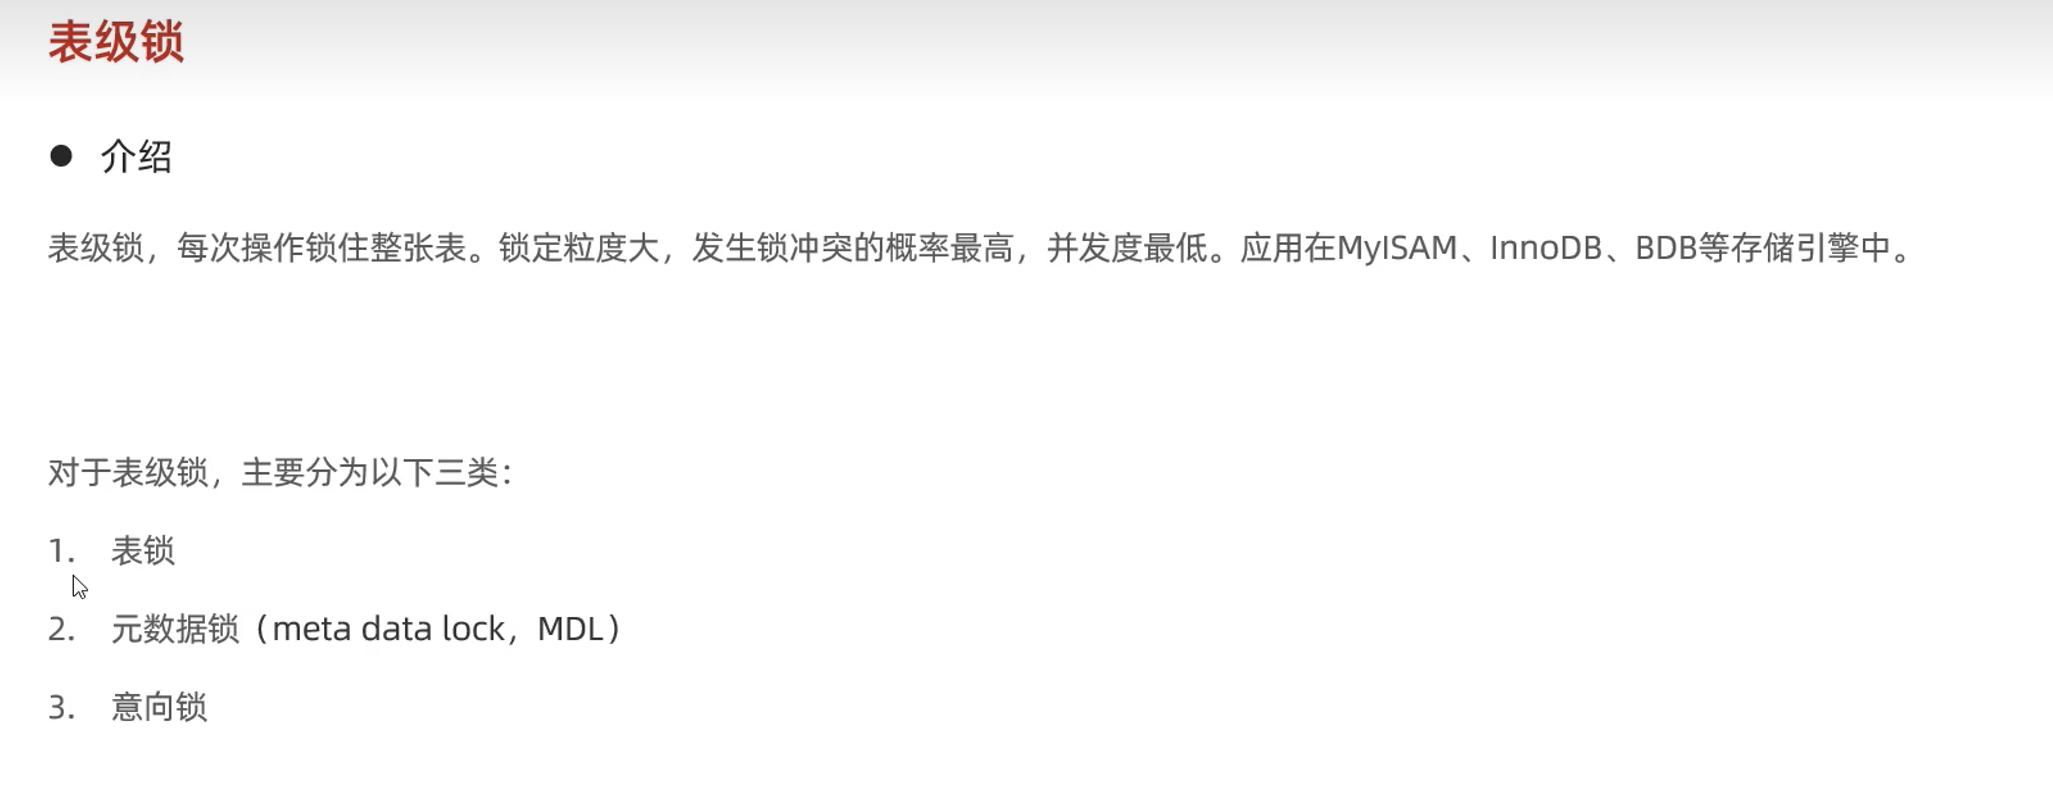 表级锁
● 介绍
表级锁，每次操作锁住整张表。锁定粒度大，发生锁冲突的概率最高，并发度最低。应用在MyISAM、InnoDB、BDB等存储引擎中。
对于表级锁，主要分为以下三类：
1. 表锁
2. 元数据锁（meta data lock，MDL）
3. 意向锁